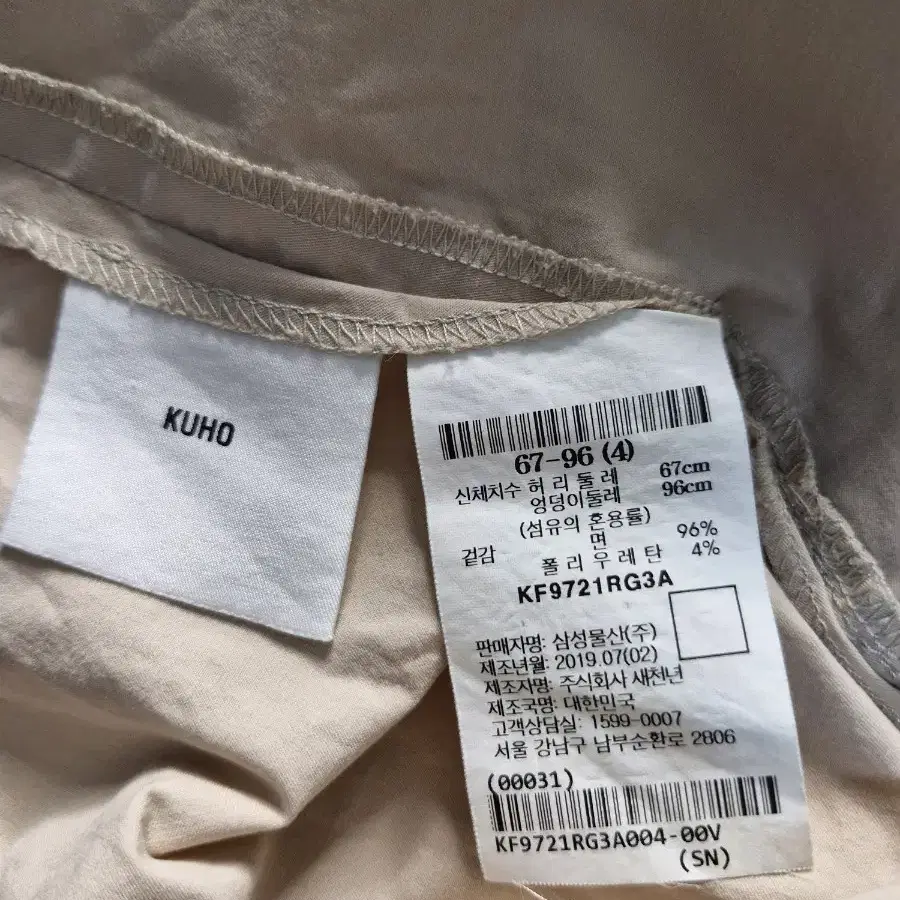 KUHO
67-96 (4)
신체치수 허 리 둘 레 67cm
엉덩이둘레 96cm
(섬유의 혼용률)
겉감 면 96%
폴 리 우 레 탄 4%
KF9721RG3A
판매자명: 삼성물산(주)
제조년월: 2019.07(02)
제조자명: 주식회사 새천년
제조국명: 대한민국
고객상담실: 1599-0007
서울 강남구 남부순환로 2806
(00031)
KF9721RG3A004-00V
(SN)